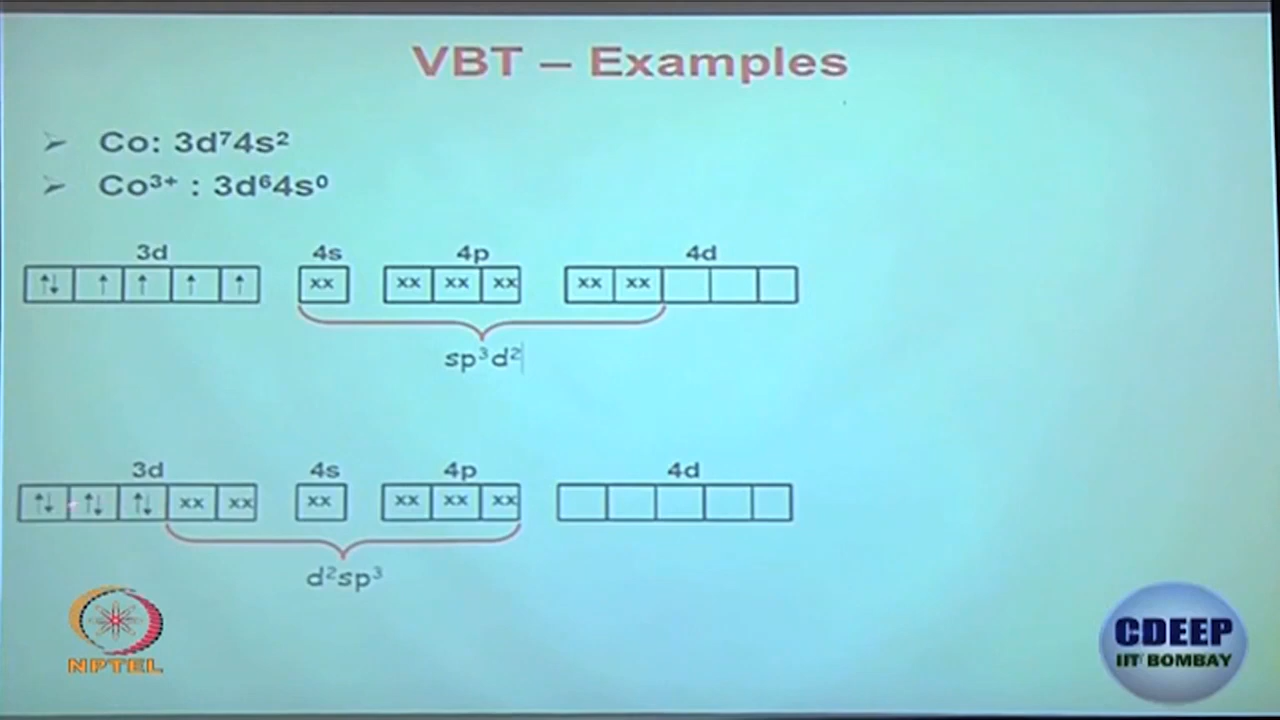 VBT – Examples
➢ Co: 3d⁷4s²
➢ Co³⁺ : 3d⁶4s⁰
3d 4s 4p 4d
↑↓ ↑ ↑ ↑ ↑ xx xx xx xx xx xx
sp³d²
3d 4s 4p 4d
↑↓ ↑↓ ↑↓ xx xx xx xx xx xx
d²sp³
NPTEL
CDEEP
IIT BOMBAY